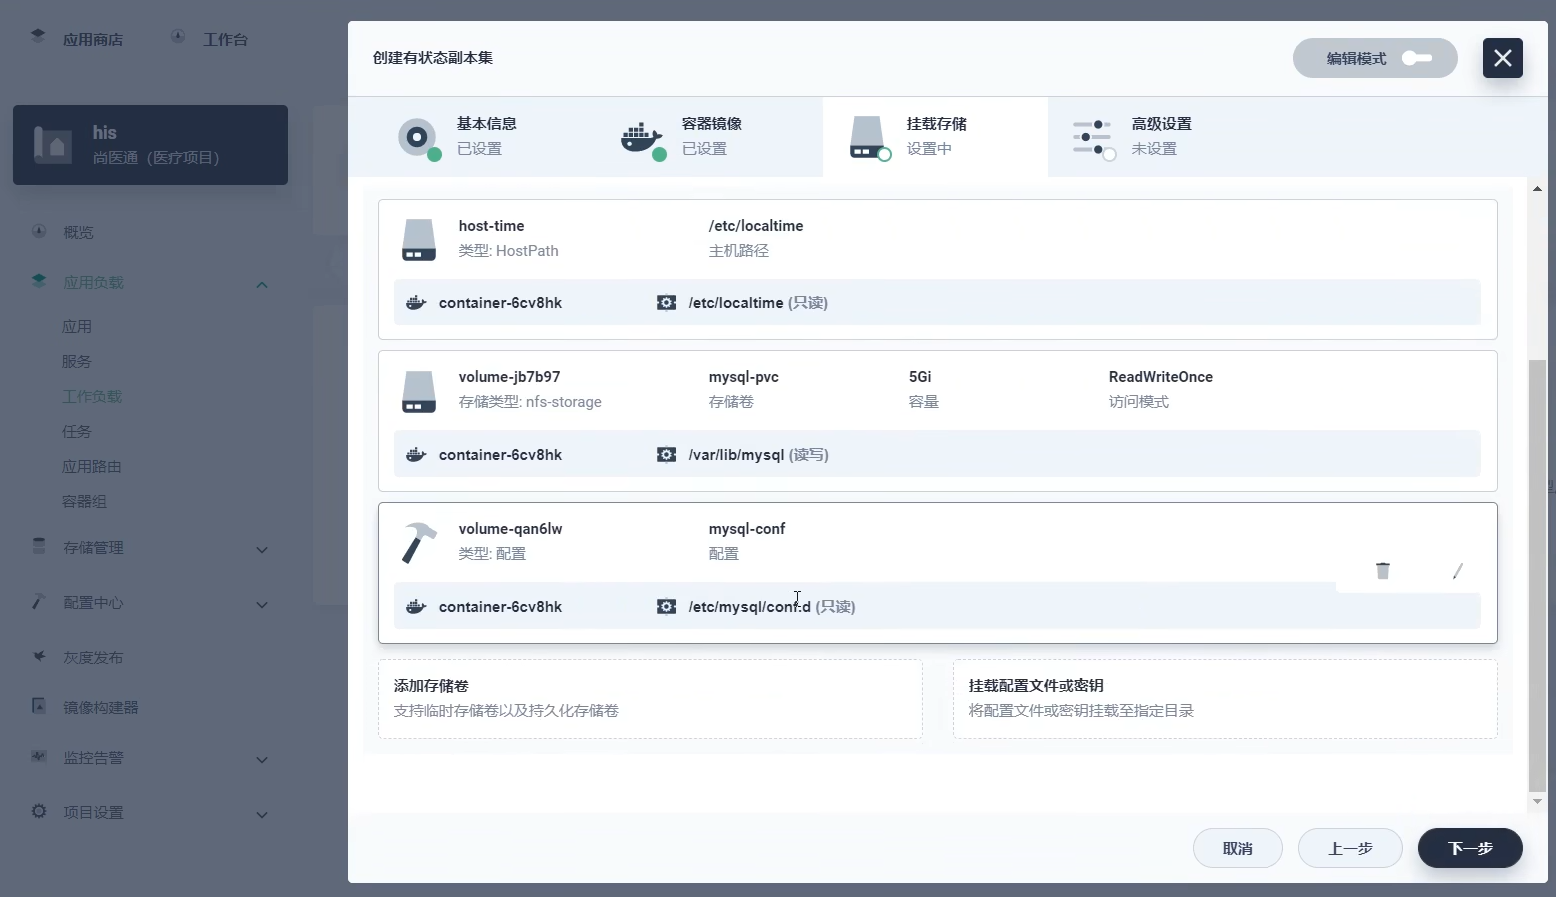 应用商店
工作台
his
尚医通（医疗项目）
概览
应用负载
应用
服务
工作负载
任务
应用路由
容器组
存储管理
配置中心
灰度发布
镜像构建器
监控告警
项目设置
创建有状态副本集
编辑模式
基本信息
已设置
容器镜像
已设置
挂载存储
设置中
高级设置
未设置
host-time
类型: HostPath
/etc/localtime
主机路径
container-6cv8hk
/etc/localtime (只读)
volume-jb7b97
存储类型: nfs-storage
mysql-pvc
存储卷
5Gi
容量
ReadWriteOnce
访问模式
container-6cv8hk
/var/lib/mysql (读写)
volume-qan6lw
类型: 配置
mysql-conf
配置
container-6cv8hk
/etc/mysql/conf.d (只读)
添加存储卷
支持临时存储卷以及持久化存储卷
挂载配置文件或密钥
将配置文件或密钥挂载至指定目录
取消
上一步
下一步